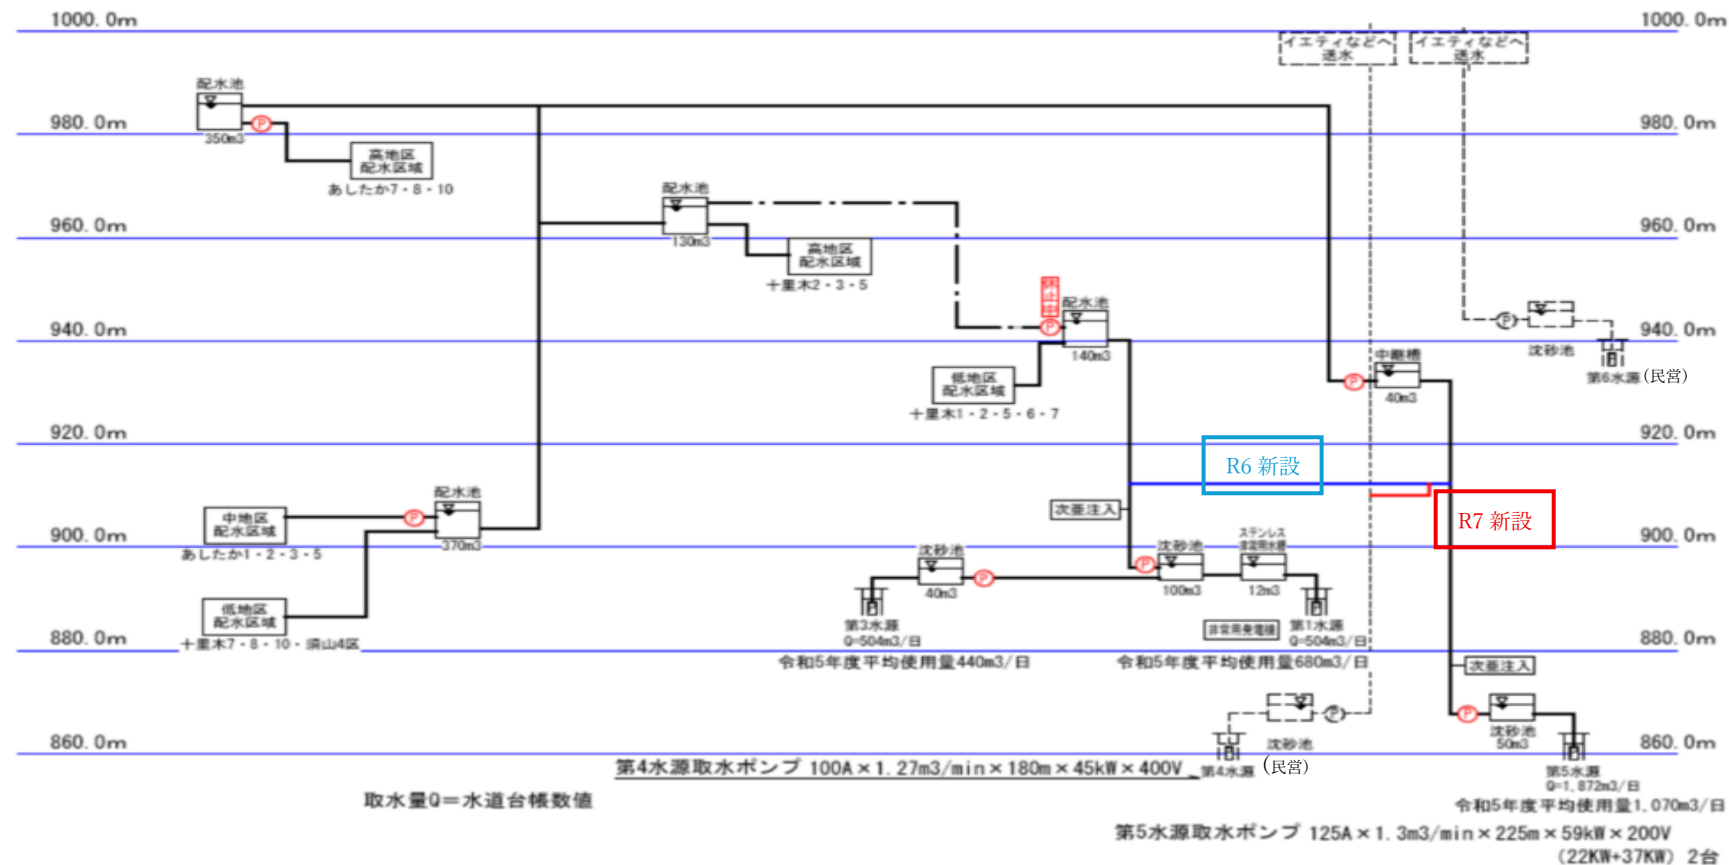 1000.0m
1000.0m
イエティなどへ
送水
イエティなどへ
送水
配水池
350m3
P
980.0m
980.0m
高地区
配水区域
あしたか7・8・10
配水池
130m3
960.0m
960.0m
高地区
配水区域
十里木2・3・5
休止中
P
配水池
140m3
940.0m
940.0m
P
沈砂池
第6水源(民営)
中継槽
P
40m3
低地区
配水区域
十里木1・2・5・6・7
920.0m
920.0m
R6 新設
R7 新設
配水池
P
370m3
中地区
配水区域
あしたか1・2・3・5
次亜注入
900.0m
900.0m
沈砂池
P
40m3
P
沈砂池
100m3
ステンレス
非常用水槽
12m3
低地区
配水区域
十里木7・8・10・須山4区
第3水源
Q=504m3/日
令和5年度平均使用量440m3/日
非常用発電機
第1水源
Q=504m3/日
令和5年度平均使用量680m3/日
880.0m
880.0m
次亜注入
P
沈砂池
P
沈砂池
50m3
860.0m
860.0m
第4水源取水ポンプ 100A×1.27m3/min×180m×45kW×400V
第4水源 (民営)
第5水源
Q=1,872m3/日
令和5年度平均使用量1,070m3/日
取水量Q=水道台帳数値
第5水源取水ポンプ 125A×1.3m3/min×225m×59kW×200V
(22KW+37KW) 2台